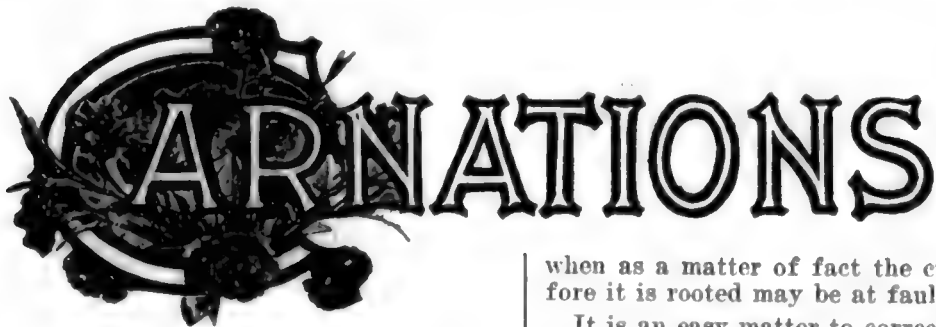 CARNATIONS
when as a matter of fact the c
fore it is rooted may be at faul
It is an easy matter to correc